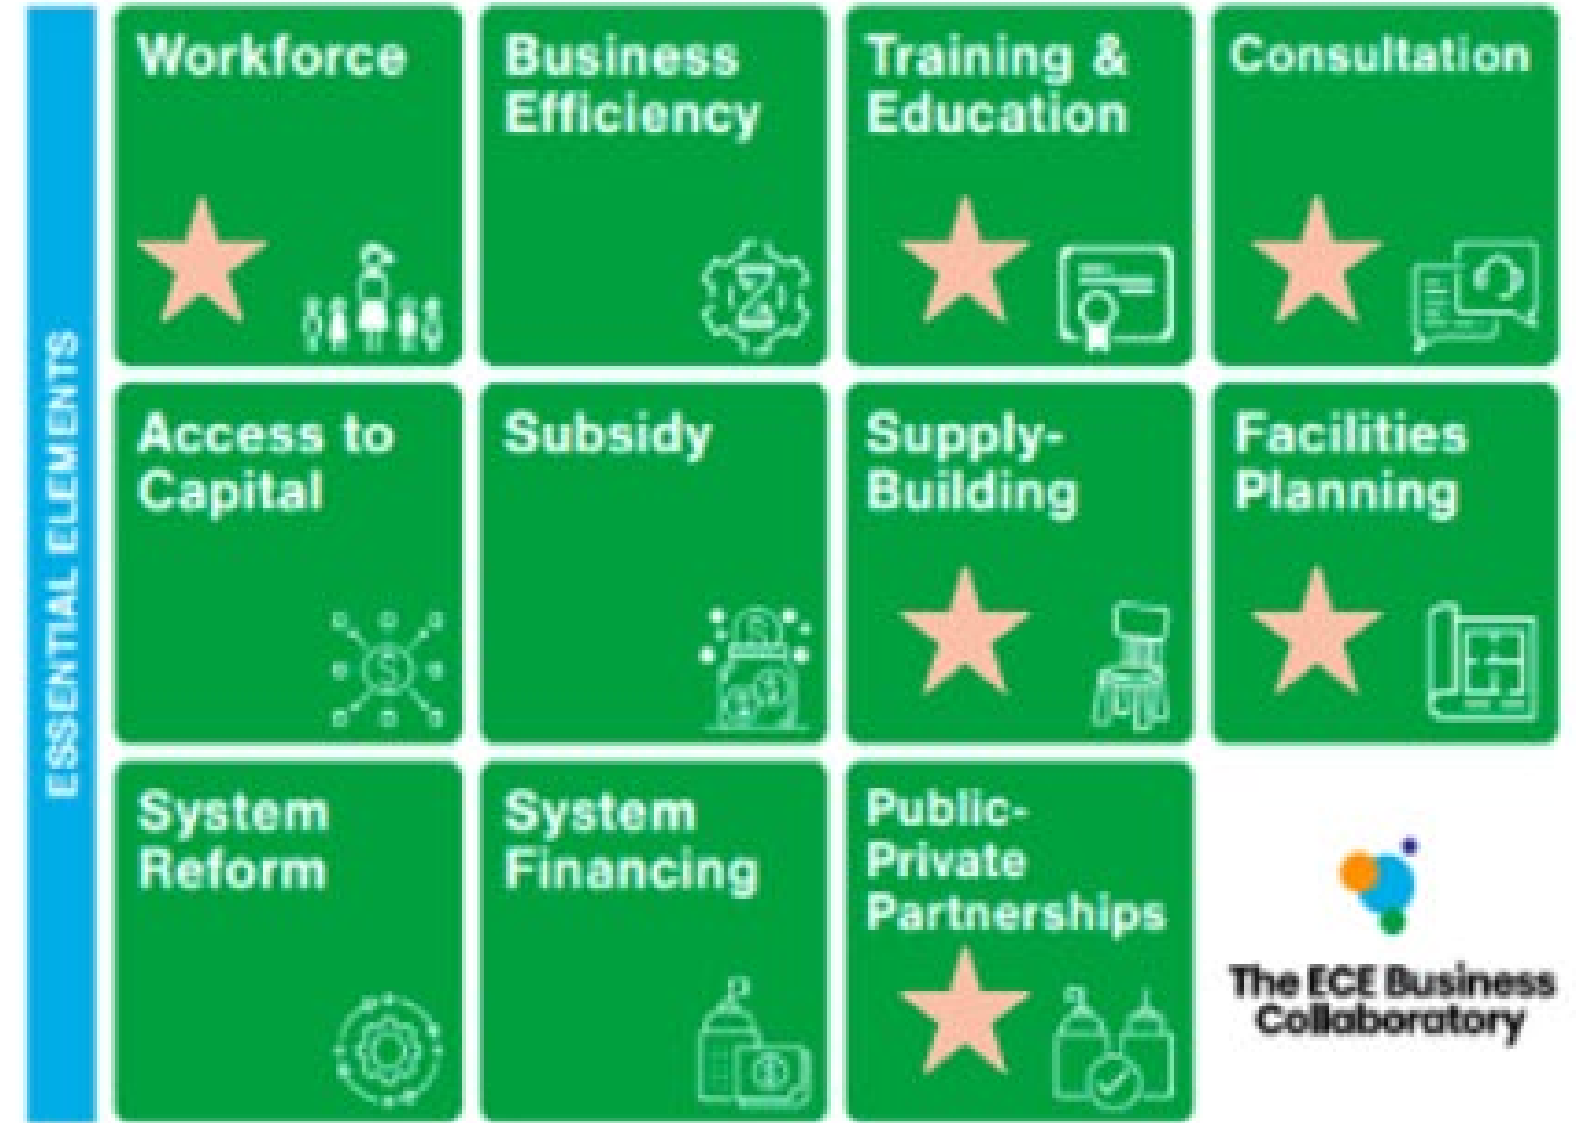 ESSENTIAL ELEMENTS
Workforce
Business
Efficiency
Training &
Education
Consultation
Access to
Capital
Subsidy
Supply-
Building
Facilities
Planning
System
Reform
System
Financing
Public-
Private
Partnerships
The ECE Business
Collaboratory